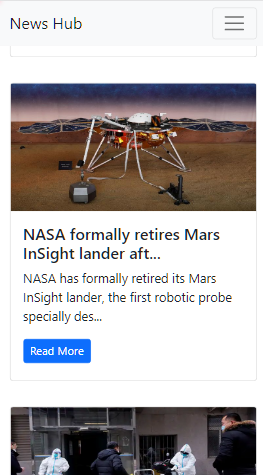 News Hub
NASA formally retires Mars
InSight lander aft...
NASA has formally retired its Mars
InSight lander, the first robotic probe
specially des...
Read More